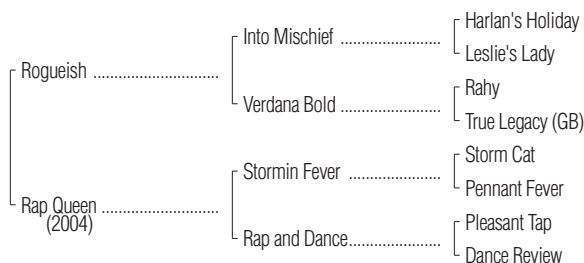 Harlan's Holiday
Into Mischief ........................
Leslie's Lady
Rogueish ..............................
Rahy
Verdana Bold ......................
True Legacy (GB)
Storm Cat
Stormin Fever ......................
Pennant Fever
Rap Queen ............................
(2004)
Pleasant Tap
Rap and Dance......................
Dance Review